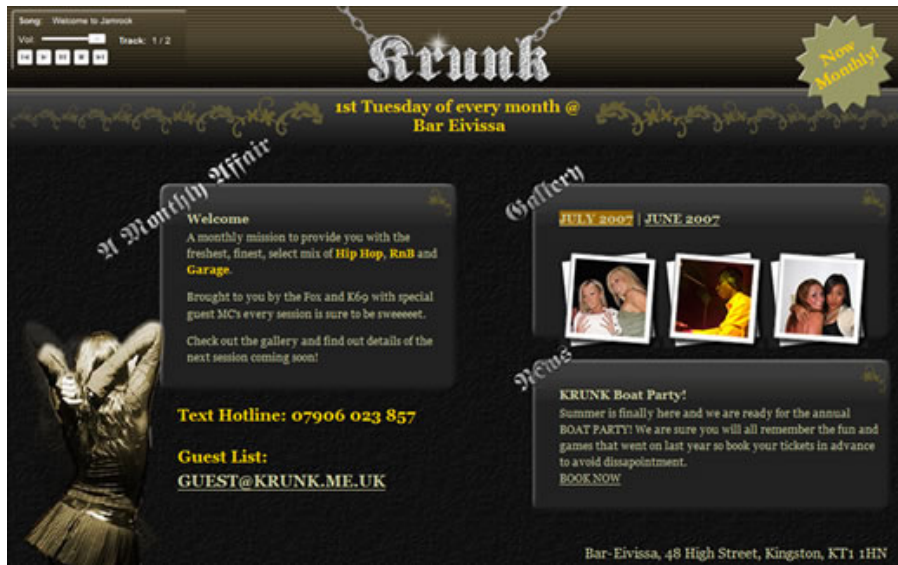 Song: Welcome to Jamrock
Vol:
Track: 1 / 2
Krunk
Now
Monthly!
1st Tuesday of every month @
Bar Eivissa
A Monthly Affair
Welcome
A monthly mission to provide you with the
freshest, finest, select mix of Hip Hop, RnB and
Garage.
Brought to you by the Fox and K69 with special
guest MC's every session is sure to be sweeeeet.
Check out the gallery and find out details of the
next session coming soon!
Text Hotline: 07906 023 857
Guest List:
GUEST@KRUNK.ME.UK
Gallery
JULY 2007 | JUNE 2007
News
KRUNK Boat Party!
Summer is finally here and we are ready for the annual
BOAT PARTY! We are sure you will all remember the fun and
games that went on last year so book your tickets in advance
to avoid dissapointment.
BOOK NOW
Bar-Eivissa, 48 High Street, Kingston, KT1 1HN